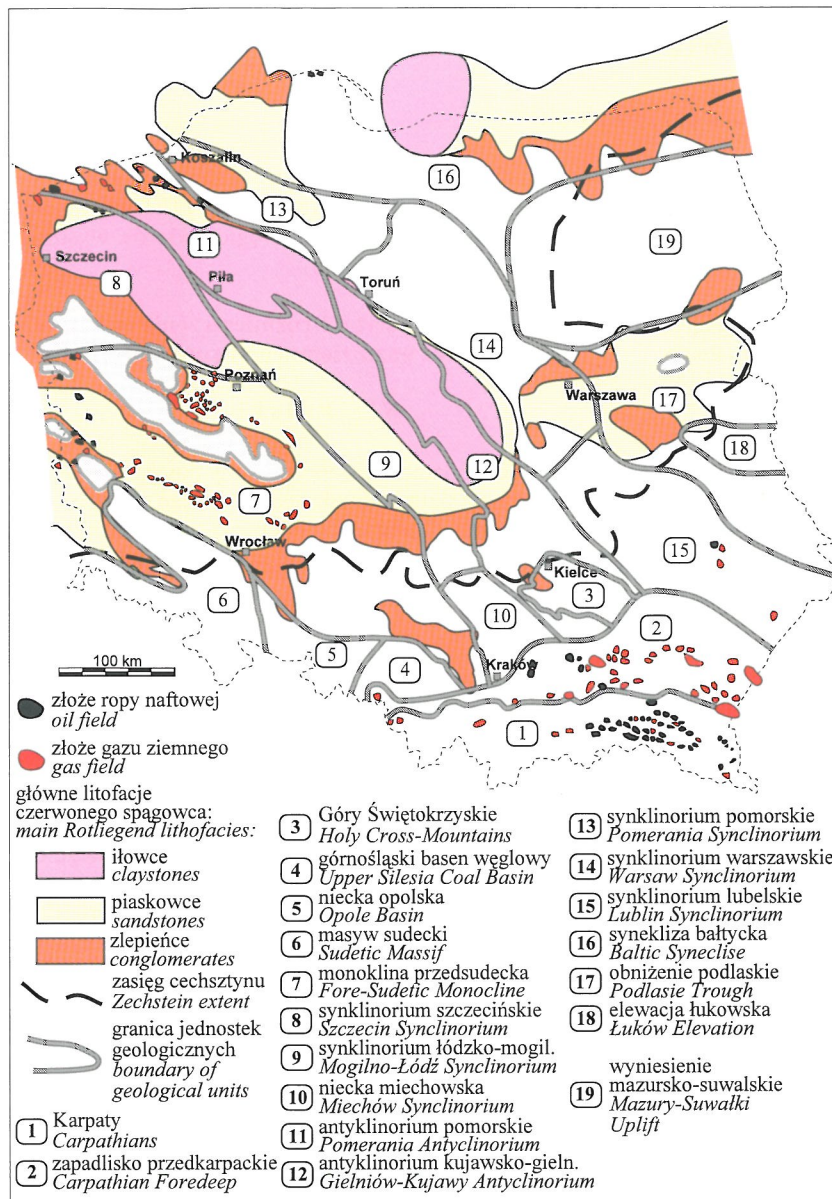 Koszalin
16
13
19
11
Szczecin
8
Piła
Toruń
14
Poznań
Warszawa
17
18
9
12
7
Wrocław
15
6
Kielce
3
10
2
5
4
Kraków
1
100 km
złoże ropy naftowej
oil field
złoże gazu ziemnego
gas field
główne litofacje
czerwonego spągowca:
main Rotliegend lithofacies:
iłowce
claystones
piaskowce
sandstones
zlepieńce
conglomerates
zasięg cechsztynu
Zechstein extent
granica jednostek
geologicznych
boundary of
geological units
1 Karpaty
Carpathians
2 zapadlisko przedkarpackie
Carpathian Foredeep
3 Góry Świętokrzyskie
Holy Cross-Mountains
4 górnośląski basen węglowy
Upper Silesia Coal Basin
5 niecka opolska
Opole Basin
6 masyw sudecki
Sudetic Massif
7 monoklina przedsudecka
Fore-Sudetic Monocline
8 synklinorium szczecińskie
Szczecin Synclinorium
9 synklinorium łódzko-mogil.
Mogilno-Łódź Synclinorium
10 niecka miechowska
Miechów Synclinorium
11 antyklinorium pomorskie
Pomerania Antyclinorium
12 antyklinorium kujawsko-gieln.
Gielniów-Kujawy Antyclinorium
13 synklinorium pomorskie
Pomerania Synclinorium
14 synklinorium warszawskie
Warsaw Synclinorium
15 synklinorium lubelskie
Lublin Synclinorium
16 synekliza bałtycka
Baltic Syneclise
17 obniżenie podlaskie
Podlasie Trough
18 elewacja łukowska
Łuków Elevation
wyniesienie
19 mazursko-suwalskie
Mazury-Suwałki
Uplift